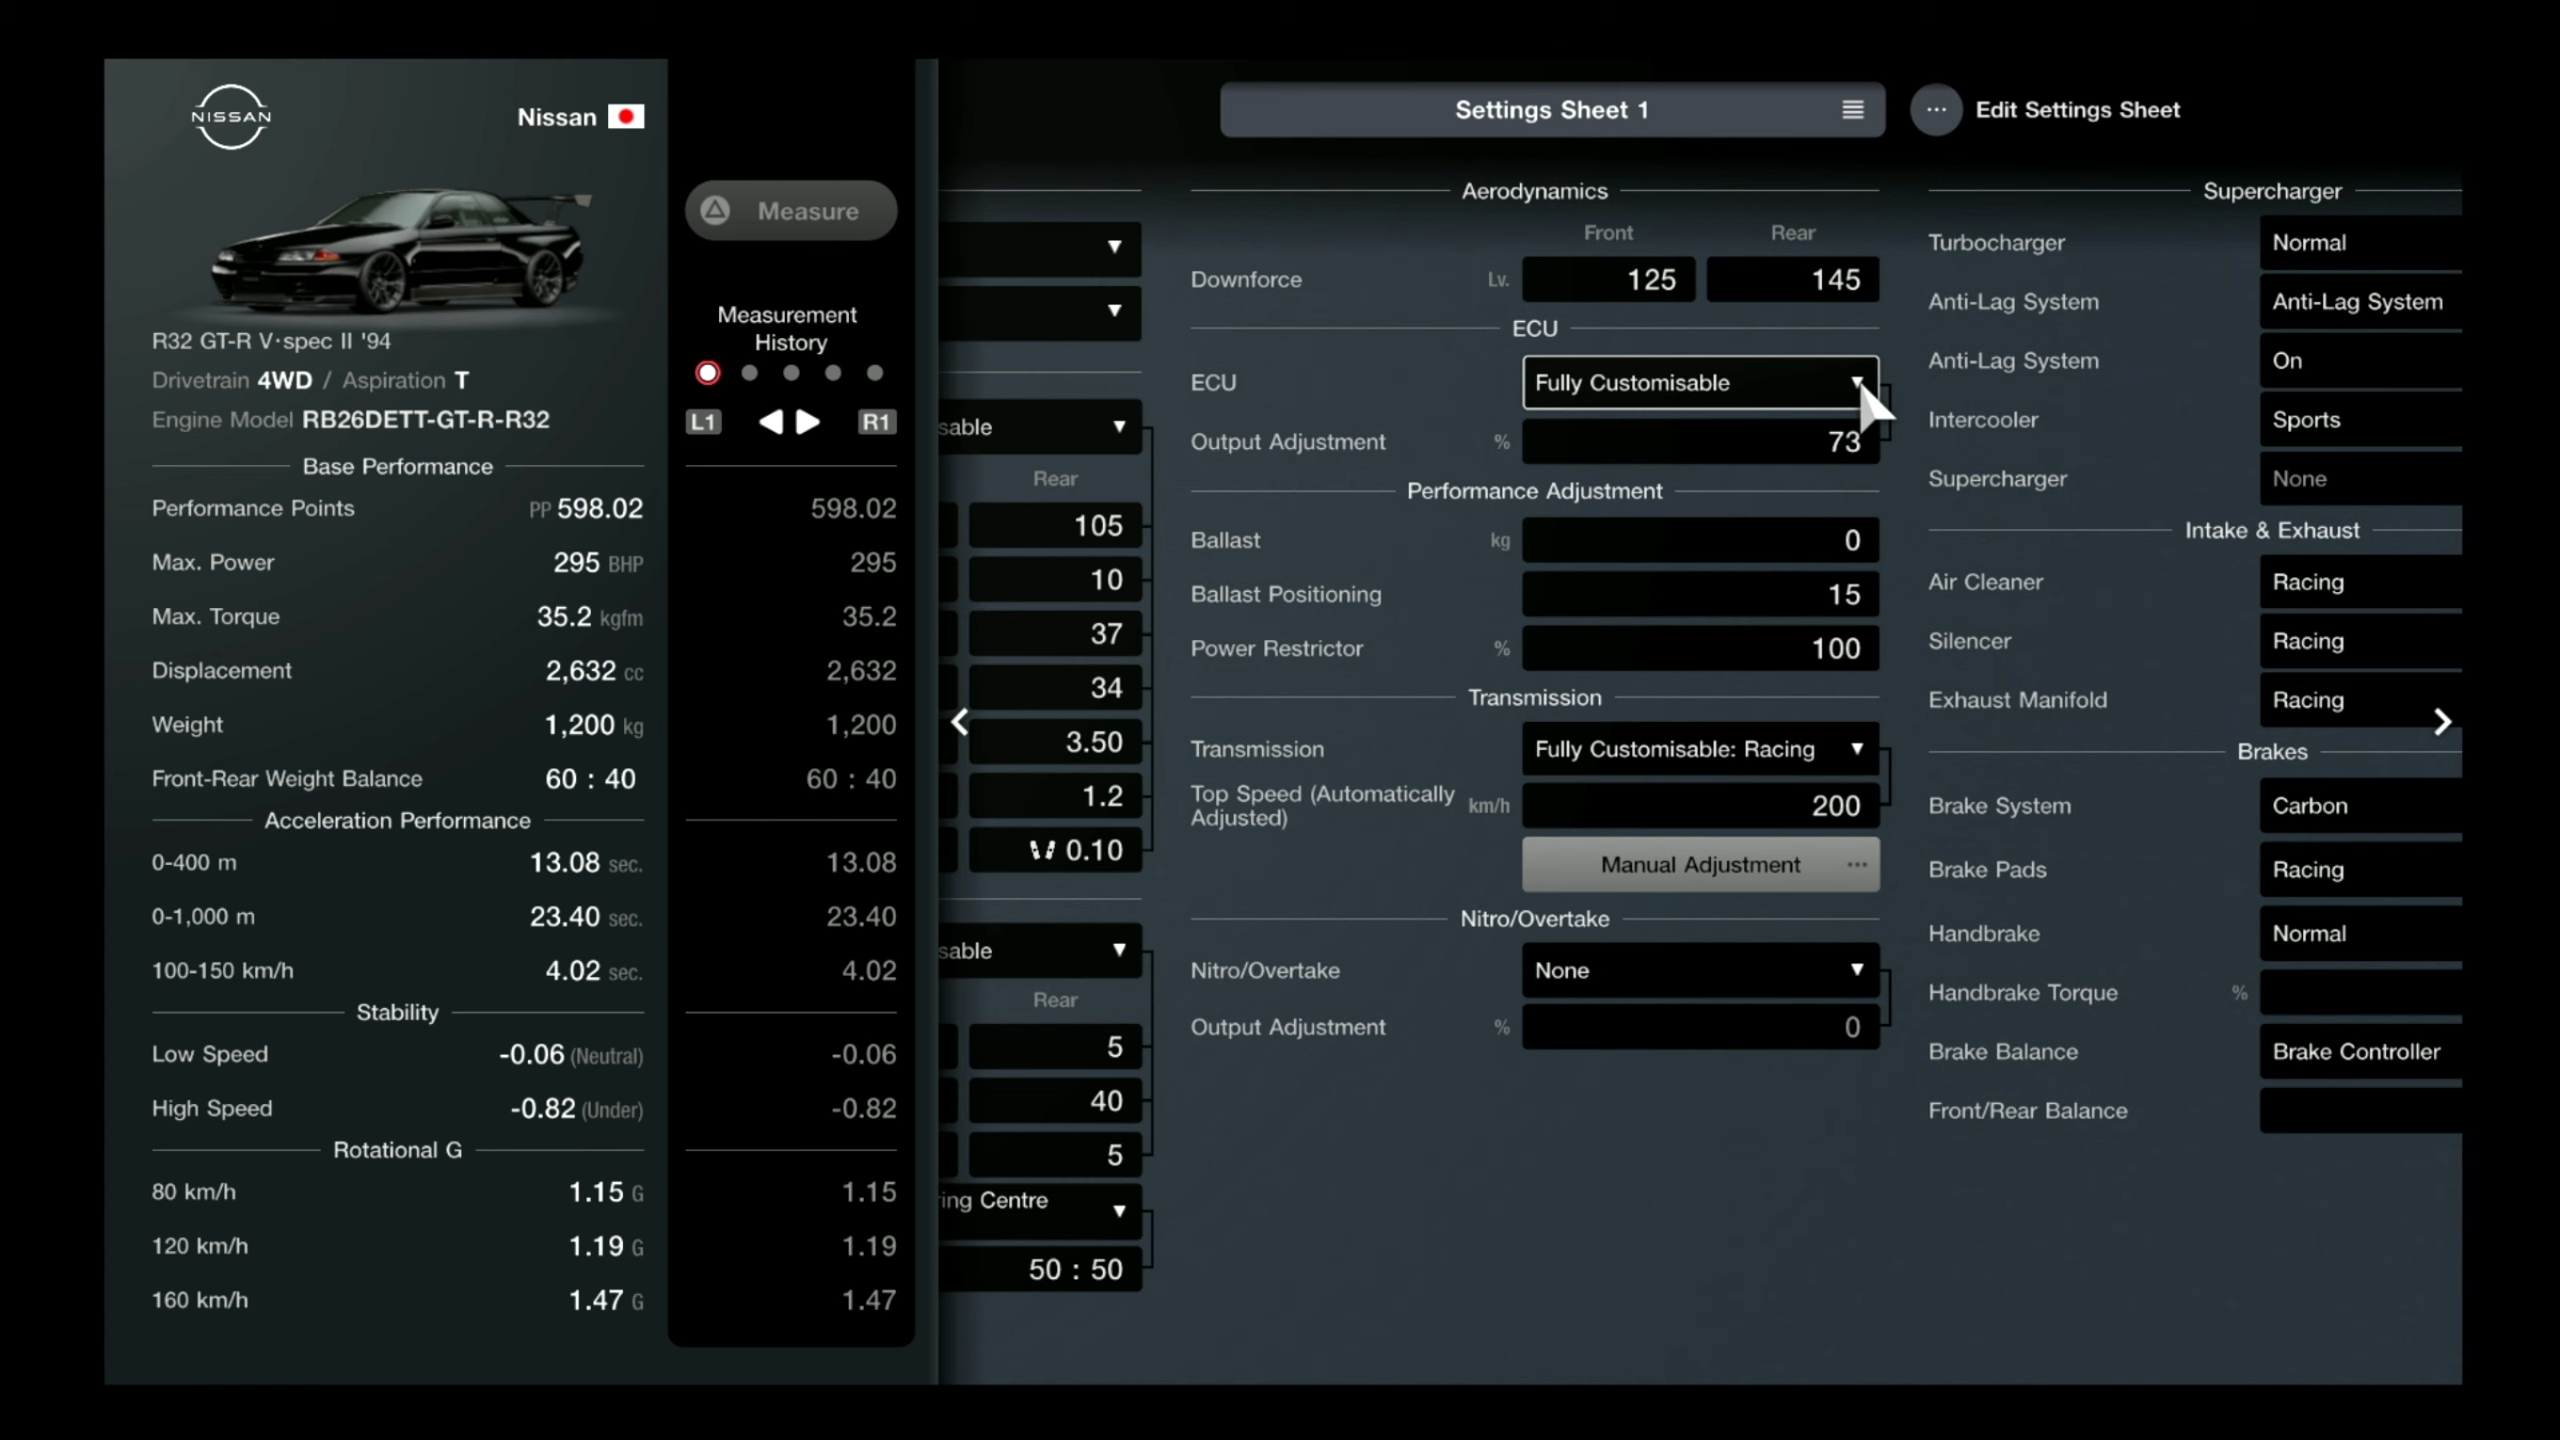 NISSAN
Nissan
R32 GT-R V·spec II '94
Drivetrain 4WD / Aspiration T
Engine Model RB26DETT-GT-R-R32
Base Performance
Performance Points PP 598.02
Max. Power 295 BHP
Max. Torque 35.2 kgfm
Displacement 2,632 cc
Weight 1,200 kg
Front-Rear Weight Balance 60 : 40
Acceleration Performance
0-400 m 13.08 sec.
0-1,000 m 23.40 sec.
100-150 km/h 4.02 sec.
Stability
Low Speed -0.06 (Neutral)
High Speed -0.82 (Under)
Rotational G
80 km/h 1.15 G
120 km/h 1.19 G
160 km/h 1.47 G
Measure
Measurement
History
L1 R1
598.02
295
35.2
2,632
1,200
60 : 40
13.08
23.40
4.02
-0.06
-0.82
1.15
1.19
1.47
sable
Rear
105
10
37
34
3.50
1.2
0.10
sable
Rear
5
40
5
ing Centre
50 : 50
Settings Sheet 1
Edit Settings Sheet
Aerodynamics
Front Rear
Downforce Lv. 125 145
ECU
ECU Fully Customisable
Output Adjustment % 73
Performance Adjustment
Ballast kg 0
Ballast Positioning 15
Power Restrictor % 100
Transmission
Transmission Fully Customisable: Racing
Top Speed (Automatically
Adjusted) km/h 200
Manual Adjustment ...
Nitro/Overtake
Nitro/Overtake None
Output Adjustment % 0
Supercharger
Turbocharger Normal
Anti-Lag System Anti-Lag System
Anti-Lag System On
Intercooler Sports
Supercharger None
Intake & Exhaust
Air Cleaner Racing
Silencer Racing
Exhaust Manifold Racing
Brakes
Brake System Carbon
Brake Pads Racing
Handbrake Normal
Handbrake Torque %
Brake Balance Brake Controller
Front/Rear Balance